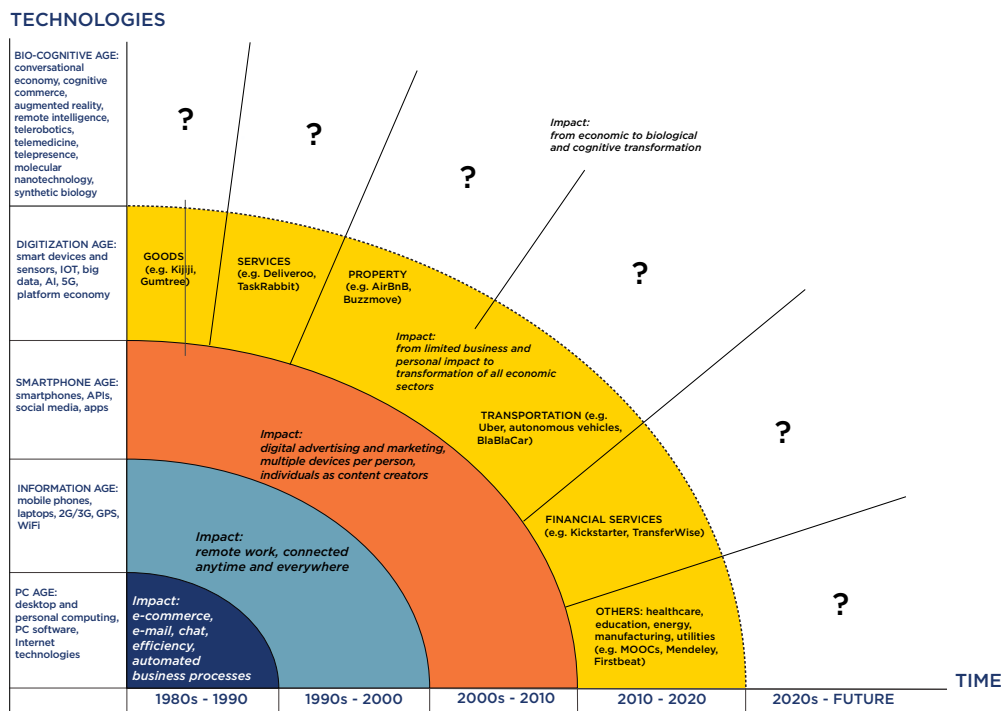 TECHNOLOGIES
BIO-COGNITIVE AGE:
conversational
economy, cognitive
commerce,
augmented reality,
remote intelligence,
telerobotics,
telemedicine,
telepresence,
molecular
nanotechnology,
synthetic biology
?
?
?
?
?
?
Impact:
from economic to biological
and cognitive transformation
DIGITIZATION AGE:
smart devices and
sensors, IOT, big
data, AI, 5G,
platform economy
GOODS
(e.g. Kijiji,
Gumtree)
SERVICES
(e.g. Deliveroo,
TaskRabbit)
PROPERTY
(e.g. AirBnB,
Buzzmove)
Impact:
from limited business and
personal impact to
transformation of all economic
sectors
TRANSPORTATION (e.g.
Uber, autonomous vehicles,
BlaBlaCar)
FINANCIAL SERVICES
(e.g. Kickstarter, TransferWise)
OTHERS: healthcare,
education, energy,
manufacturing, utilities
(e.g. MOOCs, Mendeley,
Firstbeat)
SMARTPHONE AGE:
smartphones, APIs,
social media, apps
Impact:
digital advertising and marketing,
multiple devices per person,
individuals as content creators
INFORMATION AGE:
mobile phones,
laptops, 2G/3G, GPS,
WiFi
Impact:
remote work, connected
anytime and everywhere
PC AGE:
desktop and
personal computing,
PC software,
Internet
technologies
Impact:
e-commerce,
e-mail, chat,
efficiency,
automated
business processes
1980s - 1990
1990s - 2000
2000s - 2010
2010 - 2020
2020s - FUTURE
TIME